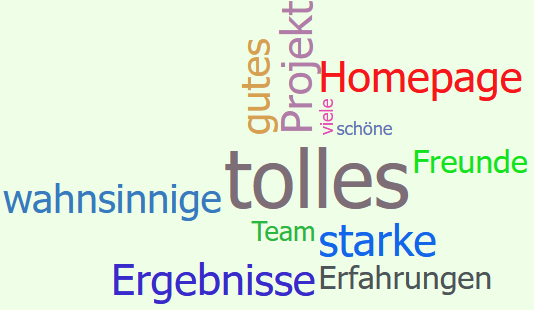 gutes
Projekt
Homepage
viele
schöne
tolles
Freunde
wahnsinnige
Team
starke
Ergebnisse
Erfahrungen